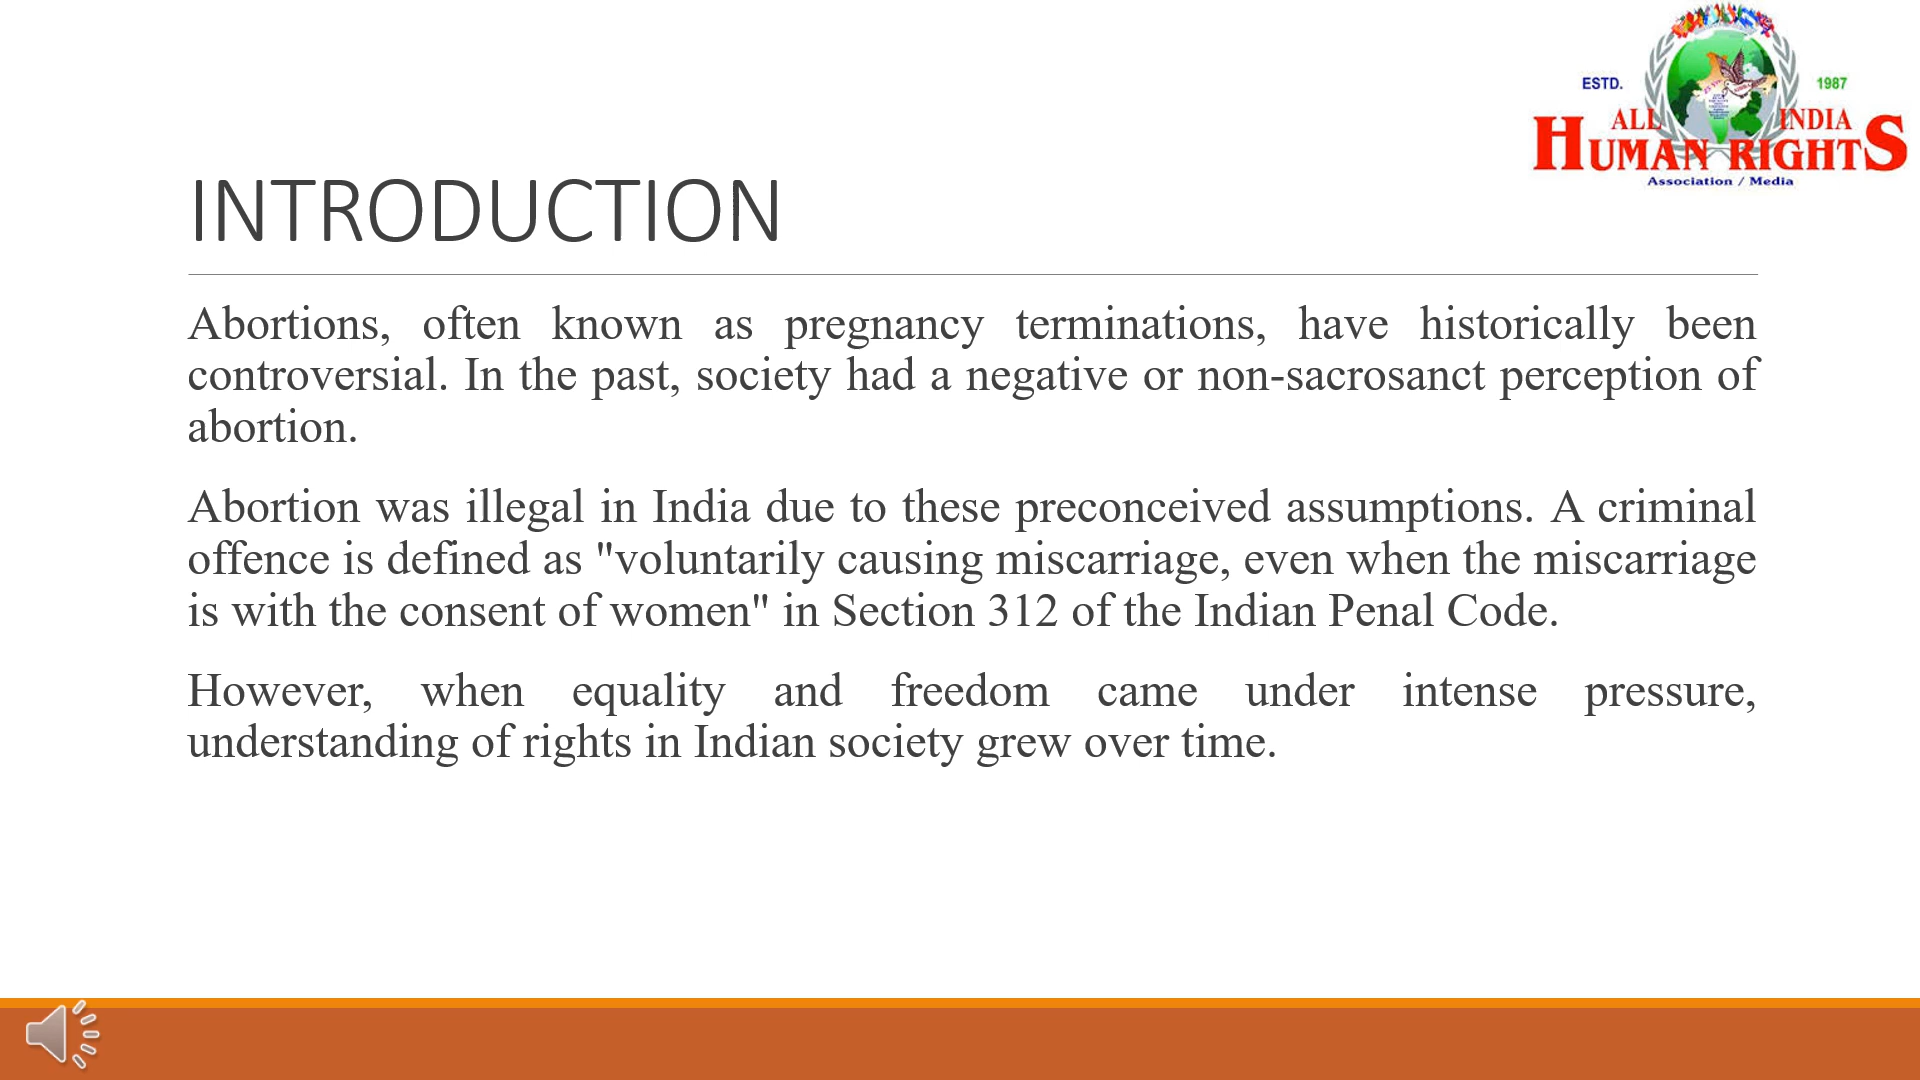 ESTD. 1987
ALL INDIA
HUMAN RIGHTS
Association / Media
INTRODUCTION
Abortions, often known as pregnancy terminations, have historically been
controversial. In the past, society had a negative or non-sacrosanct perception of
abortion.
Abortion was illegal in India due to these preconceived assumptions. A criminal
offence is defined as "voluntarily causing miscarriage, even when the miscarriage
is with the consent of women" in Section 312 of the Indian Penal Code.
However, when equality and freedom came under intense pressure,
understanding of rights in Indian society grew over time.